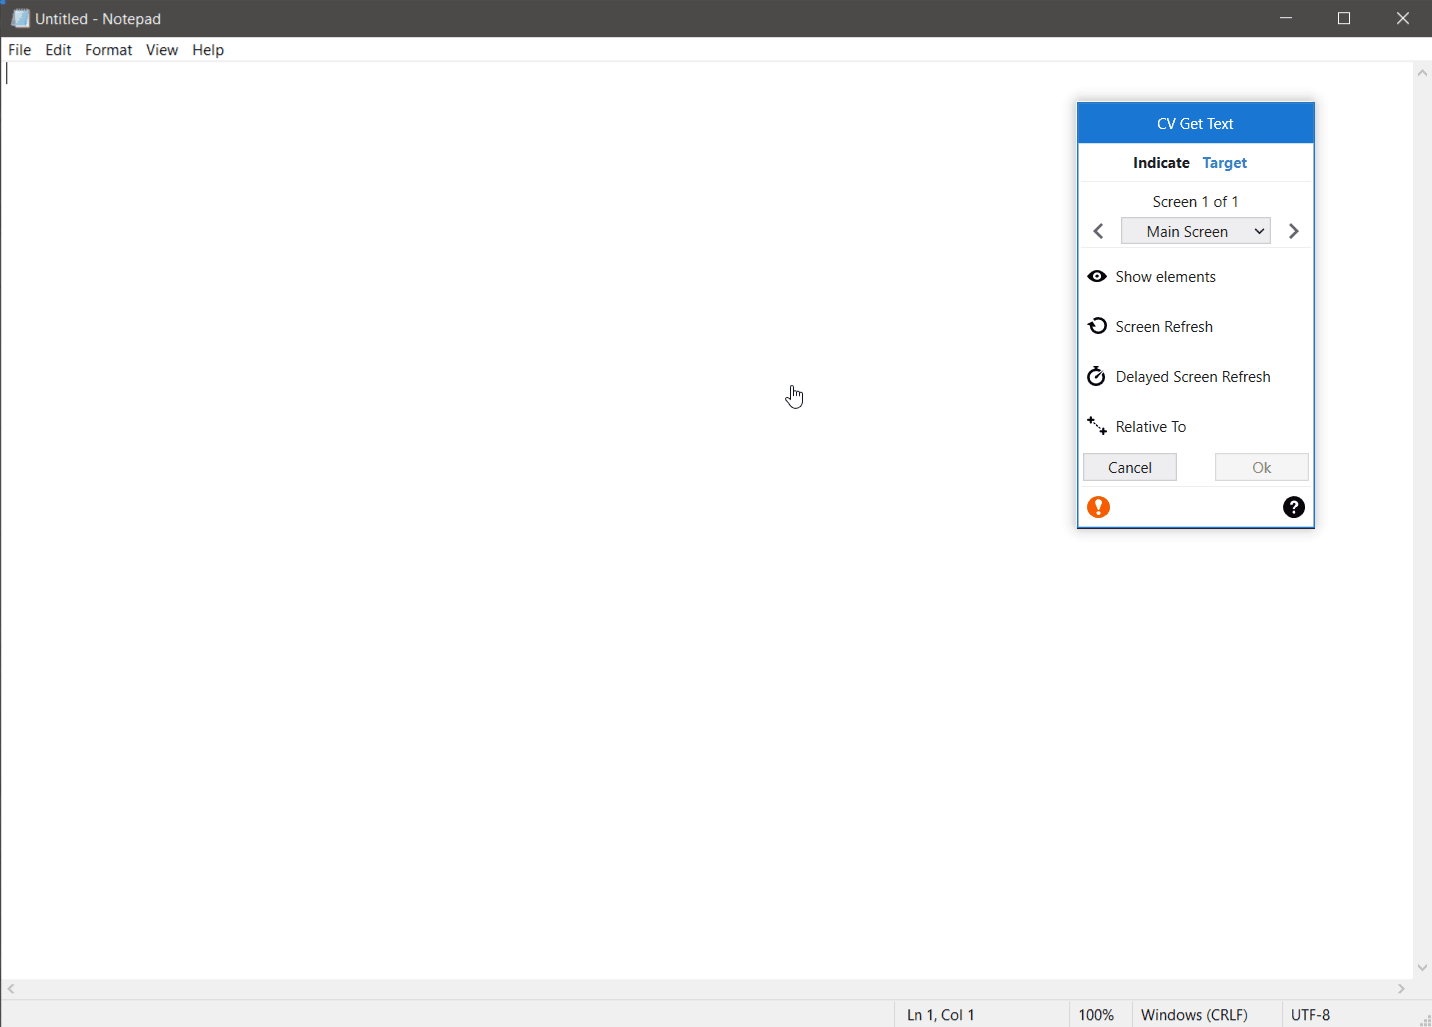 Untitled - Notepad
File Edit Format View Help
CV Get Text
Indicate Target
Screen 1 of 1
Main Screen
Show elements
Screen Refresh
Delayed Screen Refresh
Relative To
Cancel Ok
Ln 1, Col 1 100% Windows (CRLF) UTF-8